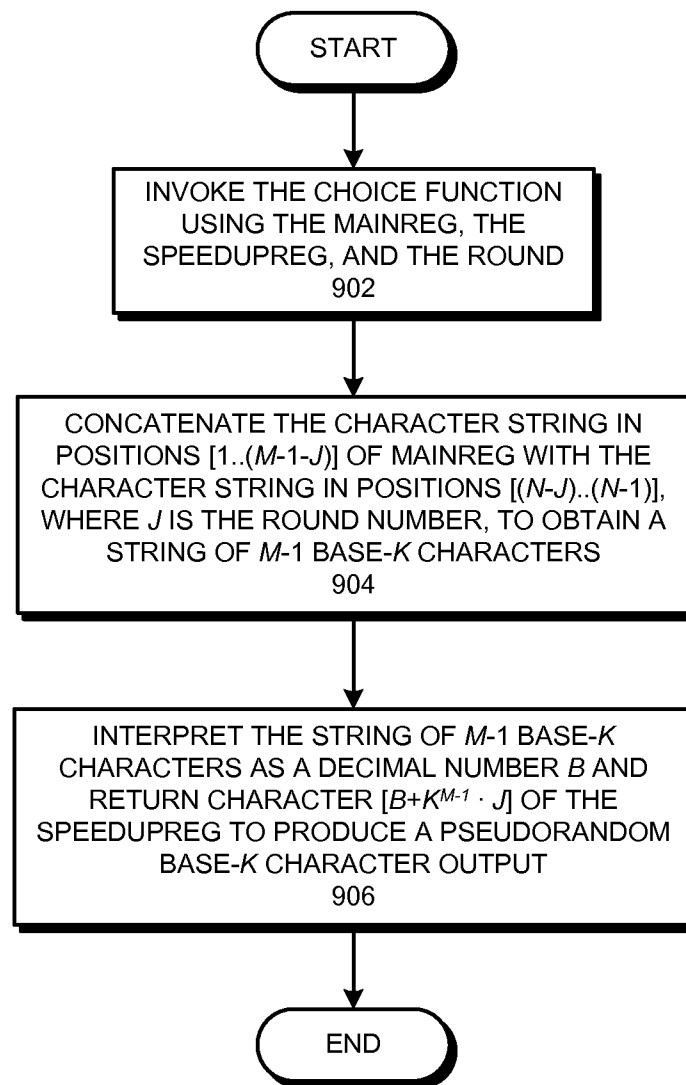 START
INVOKE THE CHOICE FUNCTION
USING THE MAINREG, THE
SPEEDUPREG, AND THE ROUND
902
CONCATENATE THE CHARACTER STRING IN
POSITIONS [1..(M-1-J)] OF MAINREG WITH THE
CHARACTER STRING IN POSITIONS [(N-J)..(N-1)],
WHERE J IS THE ROUND NUMBER, TO OBTAIN A
STRING OF M-1 BASE-K CHARACTERS
904
INTERPRET THE STRING OF M-1 BASE-K
CHARACTERS AS A DECIMAL NUMBER B AND
RETURN CHARACTER [B+K^{M-1} · J] OF THE
SPEEDUPREG TO PRODUCE A PSEUDORANDOM
BASE-K CHARACTER OUTPUT
906
END